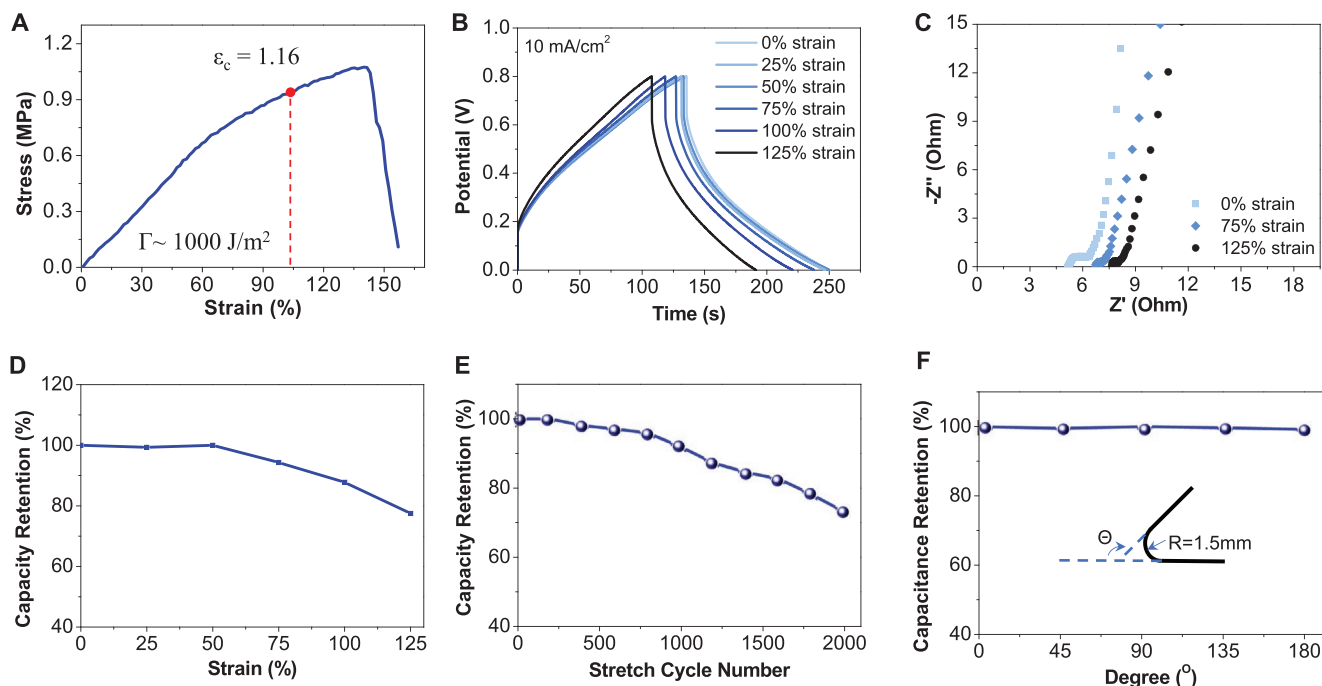 A
1.2
0.9
0.6
0.3
0.0
Stress (MPa)
εc = 1.16
Γ~ 1000 J/m²
0 30 60 90 120 150
Strain (%)
B
10 mA/cm²
1.0
0.8
0.6
0.4
0.2
0.0
Potential (V)
0% strain
25% strain
50% strain
75% strain
100% strain
125% strain
0 50 100 150 200 250 300
Time (s)
C
15
12
9
6
3
0
-Z" (Ohm)
0% strain
75% strain
125% strain
0 3 6 9 12 15 18
Z' (Ohm)
D
120
100
80
60
40
Capacity Retention (%)
0 25 50 75 100 125
Strain (%)
E
100
80
60
40
Capacity Retention (%)
0 500 1000 1500 2000
Stretch Cycle Number
F
100
80
60
40
Capacitance Retention (%)
Θ
R=1.5mm
0 45 90 135 180
Degree (°)